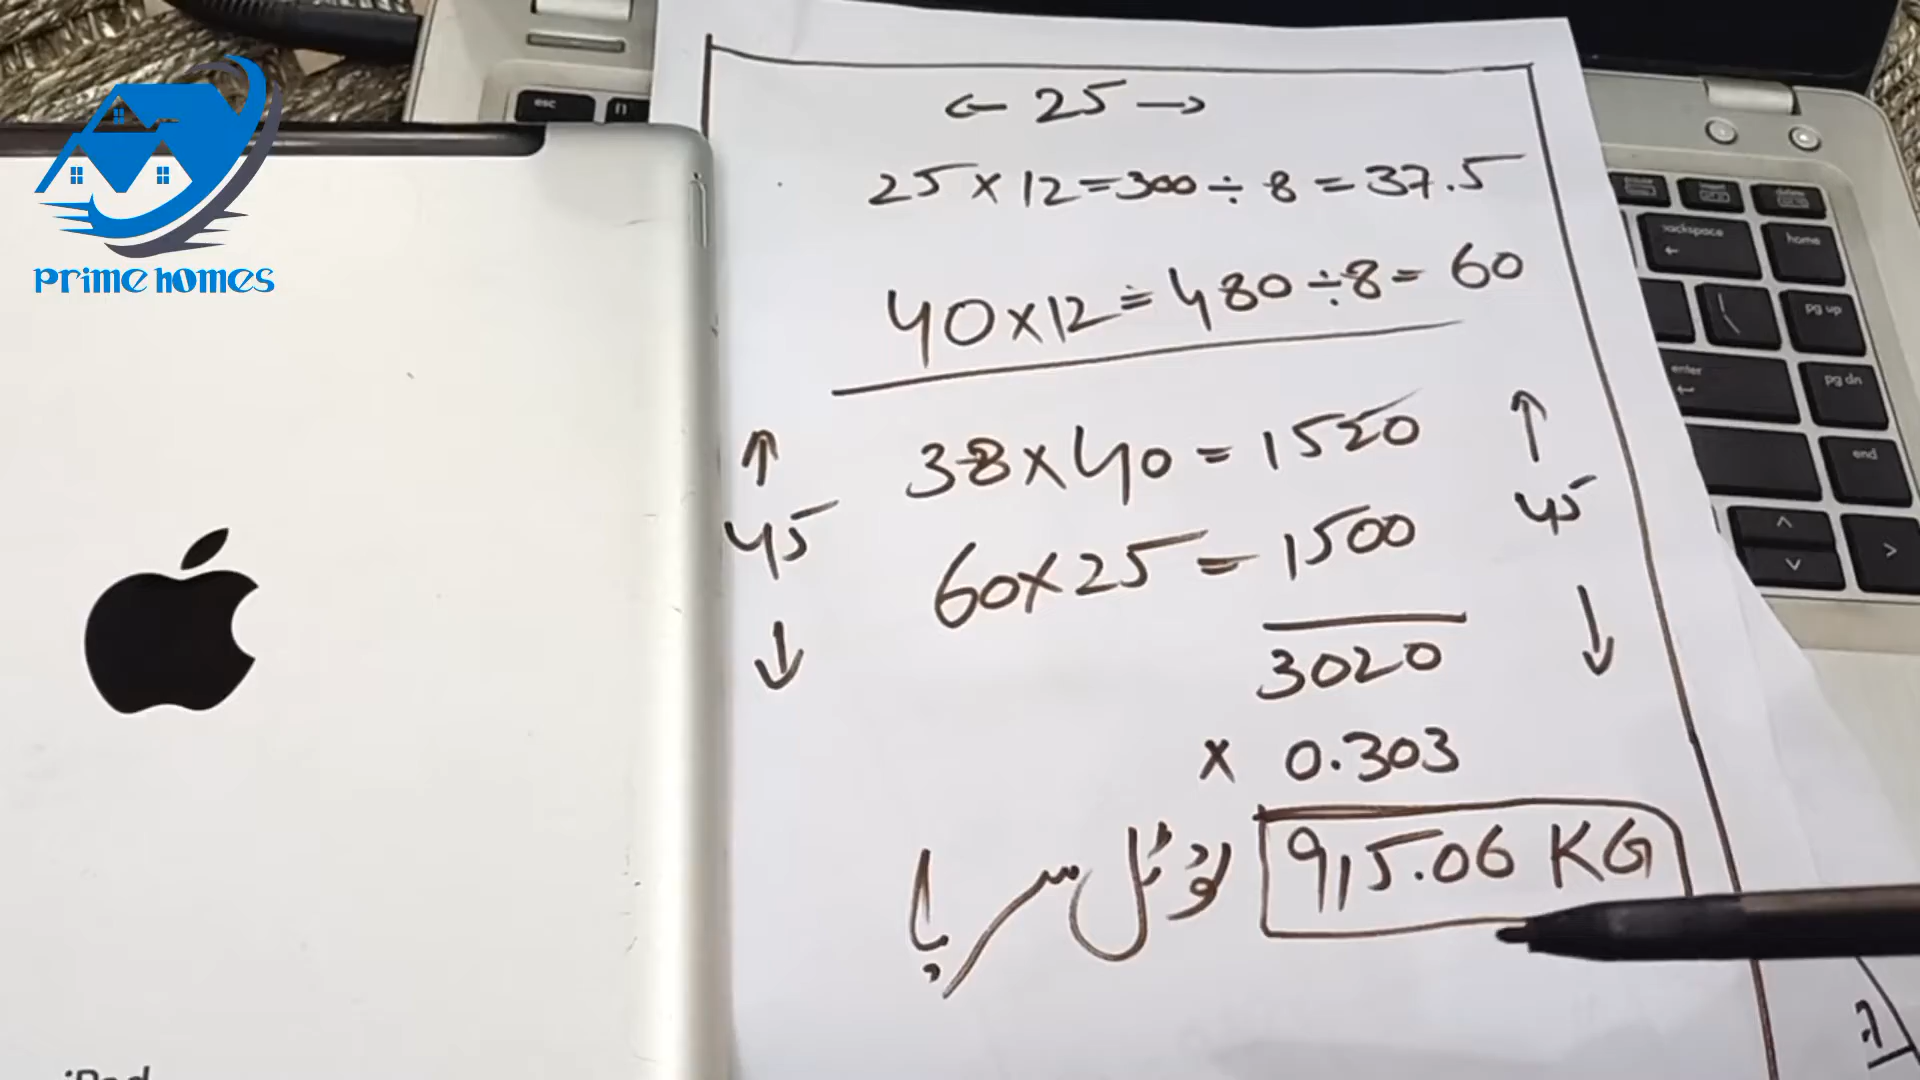 Prime homes
← 25 →
25 × 12 = 300 ÷ 8 = 37.5
40 × 12 = 480 ÷ 8 = 60
38 × 40 = 1520
↑ 45 ↓
↑ 45 ↓
60 × 25 = 1500
3020
× 0.303
915.06 KG
ٹوٹل سریا
esc
backspace
home
pg up
enter
pg dn
end
iPad